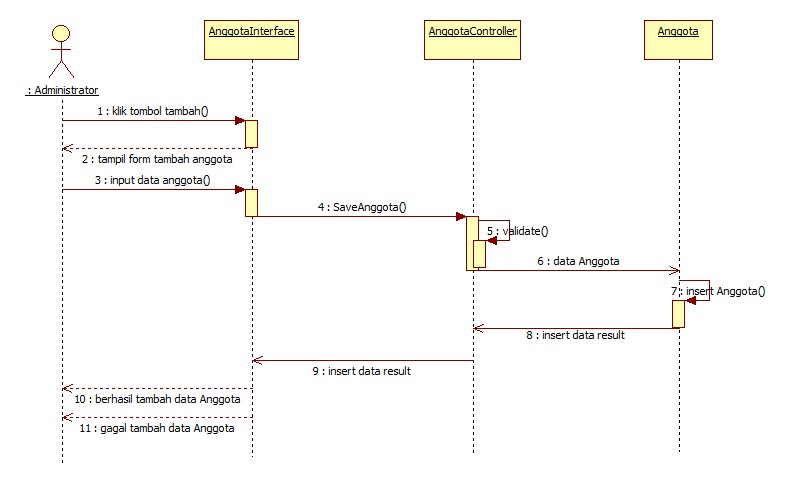 AnggotaInterface
AnggotaController
Anggota
: Administrator
1 : klik tombol tambah()
2 : tampil form tambah anggota
3 : input data anggota()
4 : SaveAnggota()
5 : validate()
6 : data Anggota
7 : insert Anggota()
8 : insert data result
9 : insert data result
10 : berhasil tambah data Anggota
11 : gagal tambah data Anggota